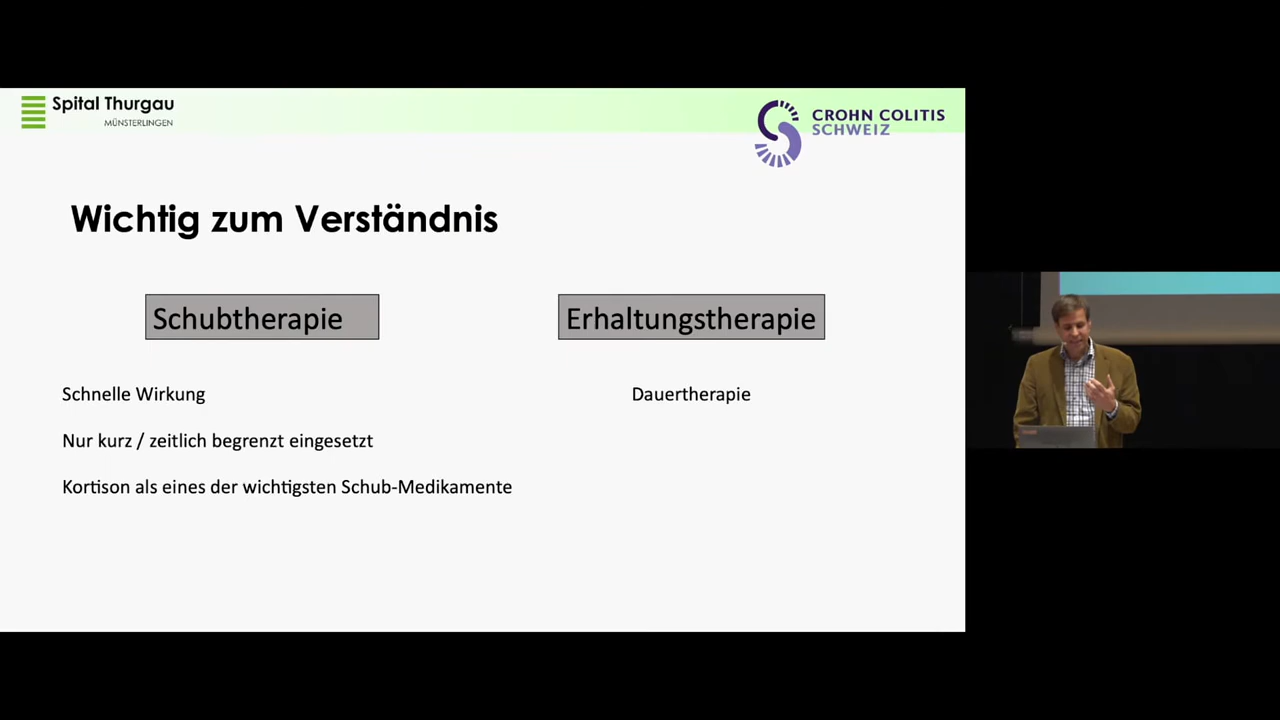 Spital Thurgau
MÜNSTERLINGEN
CROHN COLITIS
SCHWEIZ
Wichtig zum Verständnis
Schubtherapie
Erhaltungstherapie
Schnelle Wirkung
Dauertherapie
Nur kurz / zeitlich begrenzt eingesetzt
Kortison als eines der wichtigsten Schub-Medikamente